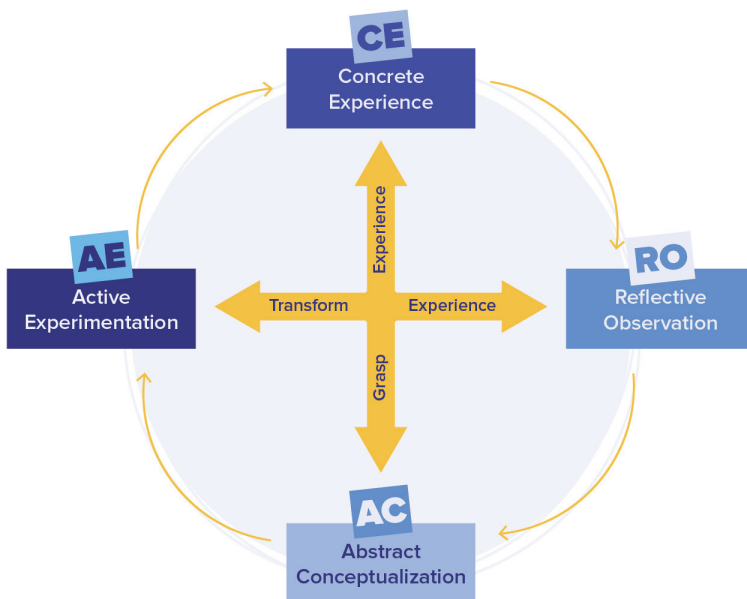 CE
Concrete
Experience
AE
Active
Experimentation
Experience
Transform
Experience
Grasp
RO
Reflective
Observation
AC
Abstract
Conceptualization